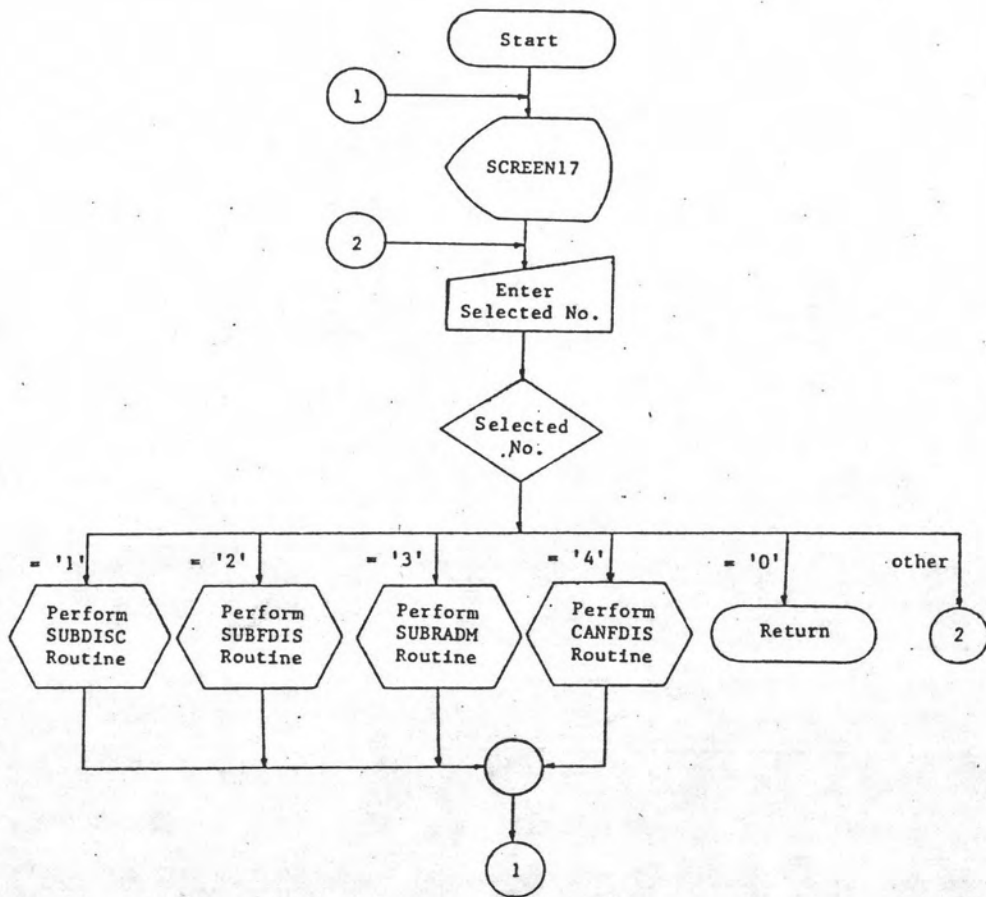 Start
1
SCREEN17
2
Enter
Selected No.
Selected
No.
= '1'
= '2'
= '3'
= '4'
= '0'
other
Perform
SUBDISC
Routine
Perform
SUBFDIS
Routine
Perform
SUBRADM
Routine
Perform
CANFDIS
Routine
Return
2
1